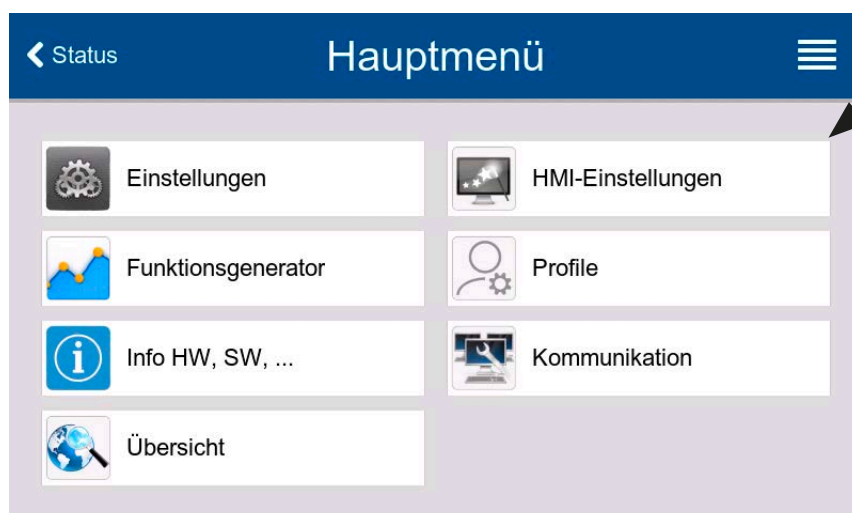 Status
Hauptmenü
Einstellungen
HMI-Einstellungen
Funktionsgenerator
Profile
Info HW, SW, ...
Kommunikation
Übersicht